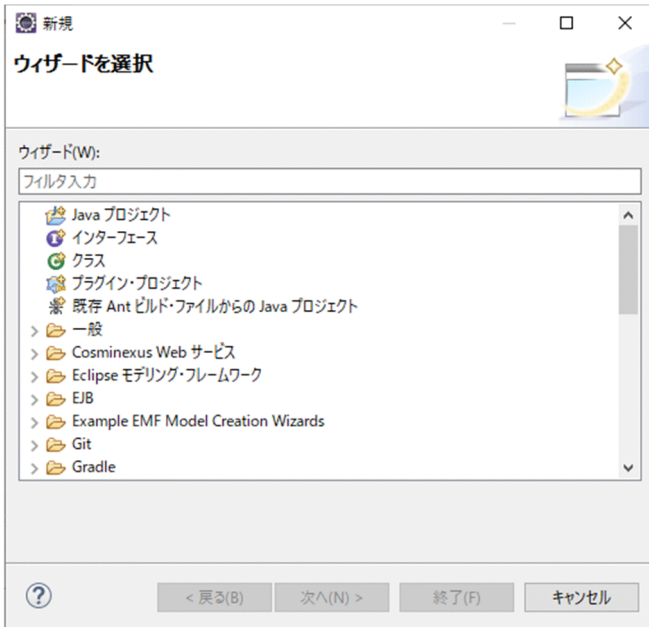 新規
ウィザードを選択
ウィザード(W):
フィルタ入力
Java プロジェクト
インターフェース
クラス
プラグイン・プロジェクト
既存 Ant ビルド・ファイルからの Java プロジェクト
一般
Cosminexus Web サービス
Eclipse モデリング・フレームワーク
EJB
Example EMF Model Creation Wizards
Git
Gradle
< 戻る(B) 次へ(N) > 終了(F) キャンセル